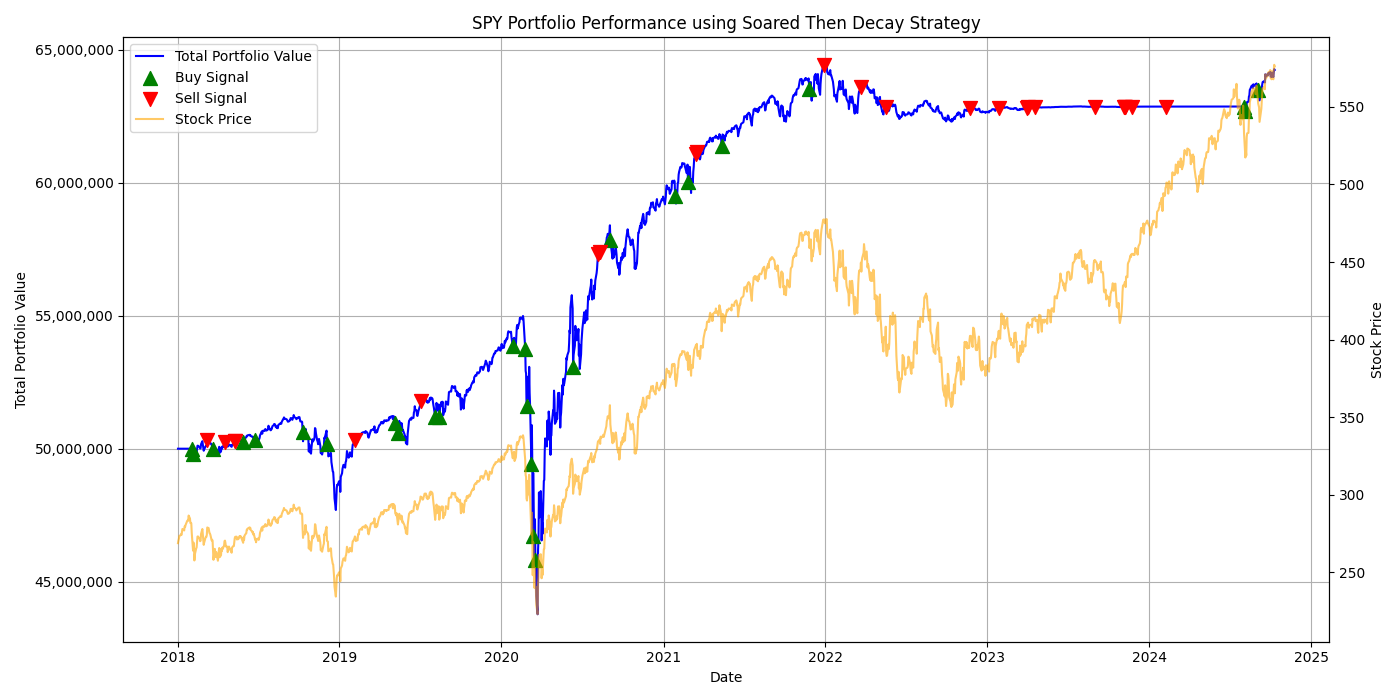 SPY Portfolio Performance using Soared Then Decay Strategy
Total Portfolio Value
Buy Signal
Sell Signal
Stock Price
65,000,000
60,000,000
55,000,000
50,000,000
45,000,000
Total Portfolio Value
550
500
450
400
350
300
250
Stock Price
2018
2019
2020
2021
2022
2023
2024
2025
Date